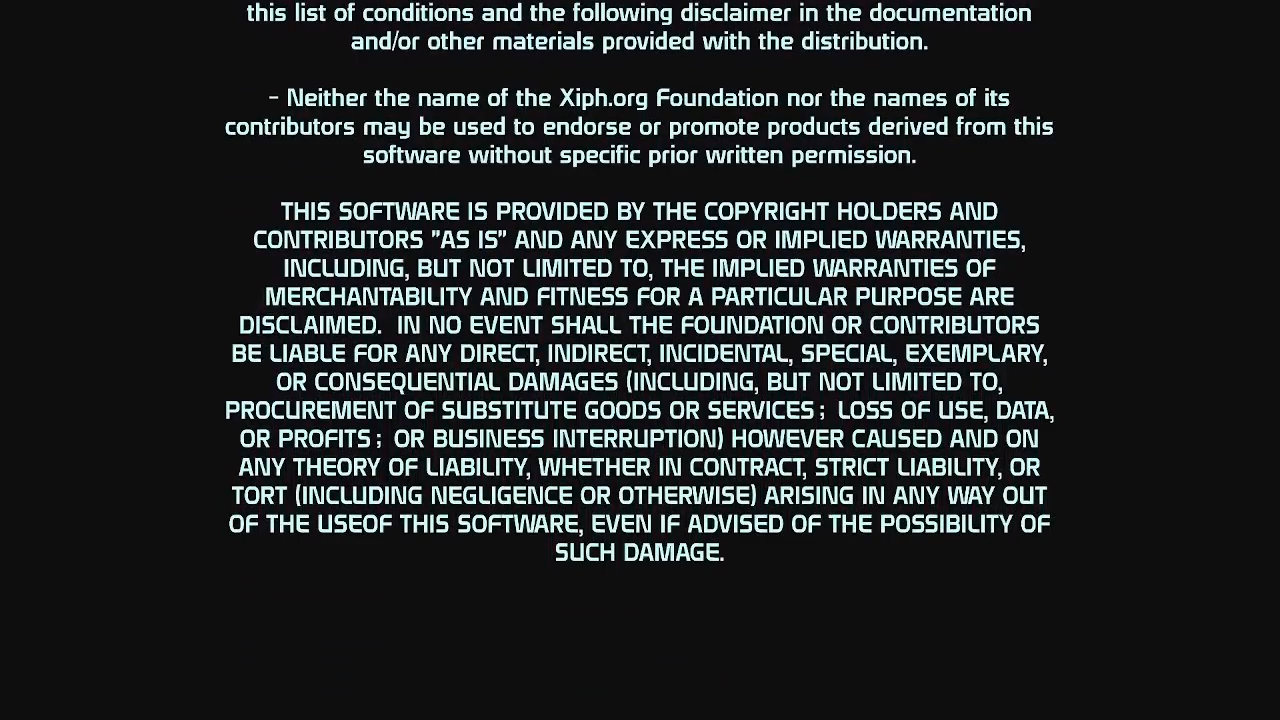 this list of conditions and the following disclaimer in the documentation
and/or other materials provided with the distribution.
- Neither the name of the Xiph.org Foundation nor the names of its
contributors may be used to endorse or promote products derived from this
software without specific prior written permission.
THIS SOFTWARE IS PROVIDED BY THE COPYRIGHT HOLDERS AND
CONTRIBUTORS "AS IS" AND ANY EXPRESS OR IMPLIED WARRANTIES,
INCLUDING, BUT NOT LIMITED TO, THE IMPLIED WARRANTIES OF
MERCHANTABILITY AND FITNESS FOR A PARTICULAR PURPOSE ARE
DISCLAIMED.  IN NO EVENT SHALL THE FOUNDATION OR CONTRIBUTORS
BE LIABLE FOR ANY DIRECT, INDIRECT, INCIDENTAL, SPECIAL, EXEMPLARY,
OR CONSEQUENTIAL DAMAGES (INCLUDING, BUT NOT LIMITED TO,
PROCUREMENT OF SUBSTITUTE GOODS OR SERVICES ;  LOSS OF USE, DATA,
OR PROFITS ;  OR BUSINESS INTERRUPTION) HOWEVER CAUSED AND ON
ANY THEORY OF LIABILITY, WHETHER IN CONTRACT, STRICT LIABILITY, OR
TORT (INCLUDING NEGLIGENCE OR OTHERWISE) ARISING IN ANY WAY OUT
OF THE USEOF THIS SOFTWARE, EVEN IF ADVISED OF THE POSSIBILITY OF
SUCH DAMAGE.